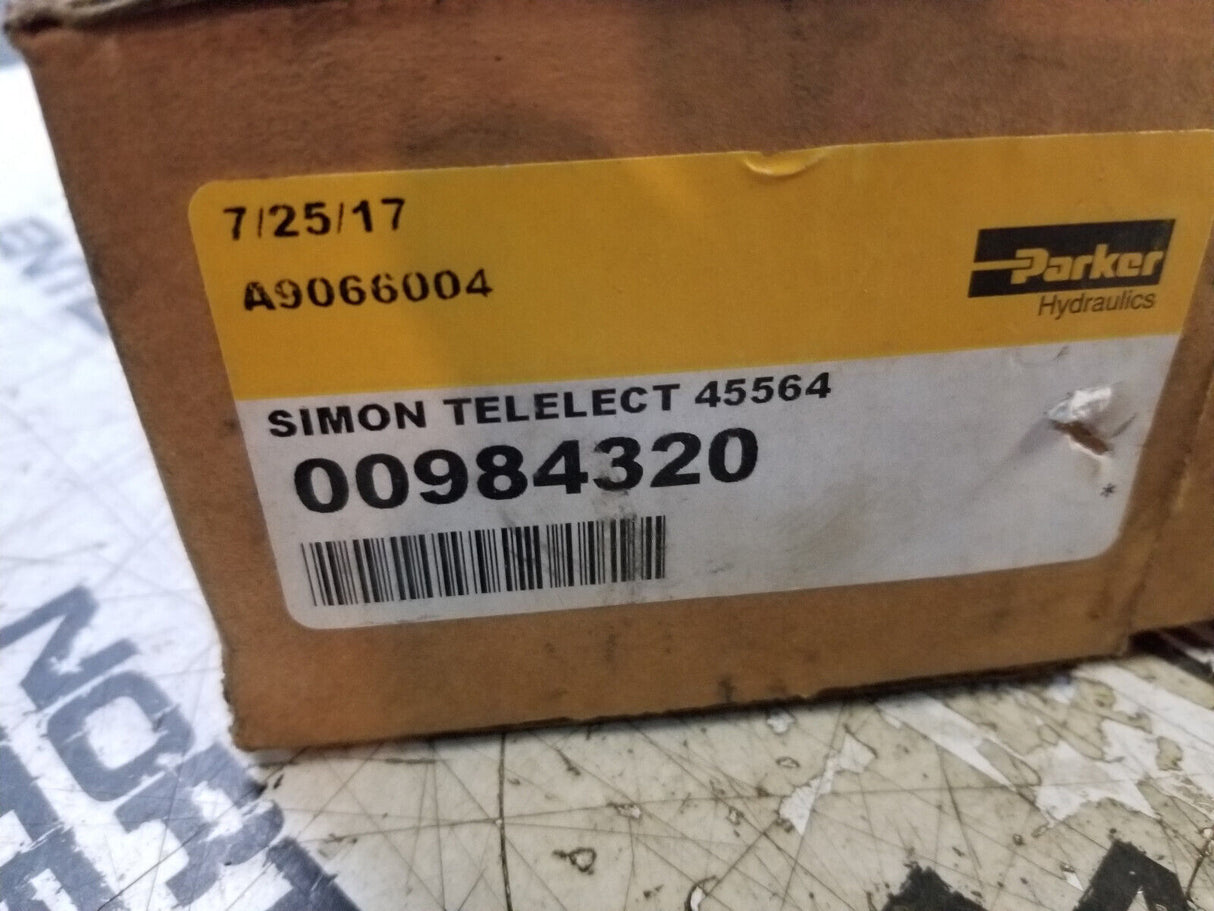 7/25/17
A9066004
Parker
Hydraulics
SIMON TELELECT 45564
00984320
*